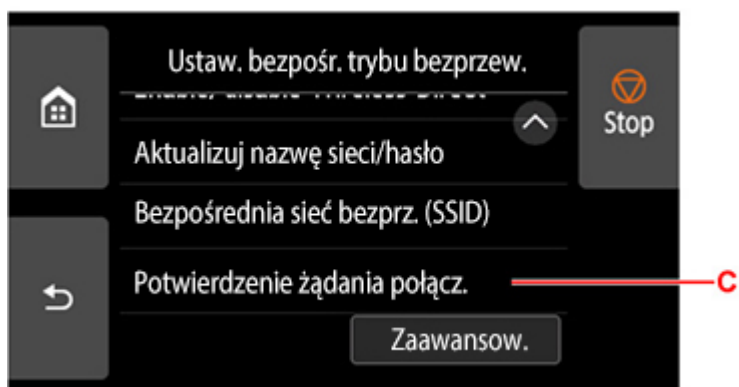 Ustaw. bezpośr. trybu bezprzew.
Stop
Aktualizuj nazwę sieci/hasło
Bezpośrednia sieć bezprz. (SSID)
Potwierdzenie żądania połącz.
C
Zaawansow.